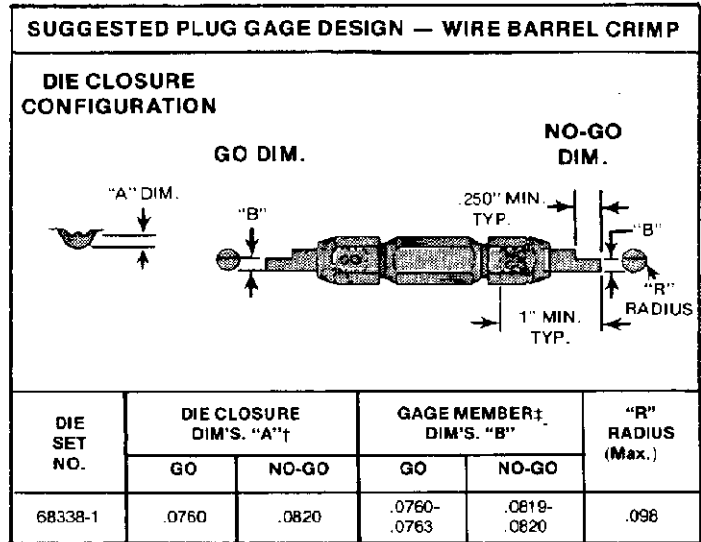 SUGGESTED PLUG GAGE DESIGN — WIRE BARREL CRIMP
DIE CLOSURE
CONFIGURATION
GO DIM.
NO-GO
DIM.
"A" DIM.
"B"
.250" MIN.
TYP.
"B"
GO
1" MIN.
TYP.
"R"
RADIUS
DIE
SET
NO.
DIE CLOSURE
DIM'S. "A"†
GAGE MEMBER‡
DIM'S. "B"
"R"
RADIUS
(Max.)
GO
NO-GO
GO
NO-GO
68338-1
.0760
.0820
.0760-
.0763
.0819-
.0820
.098